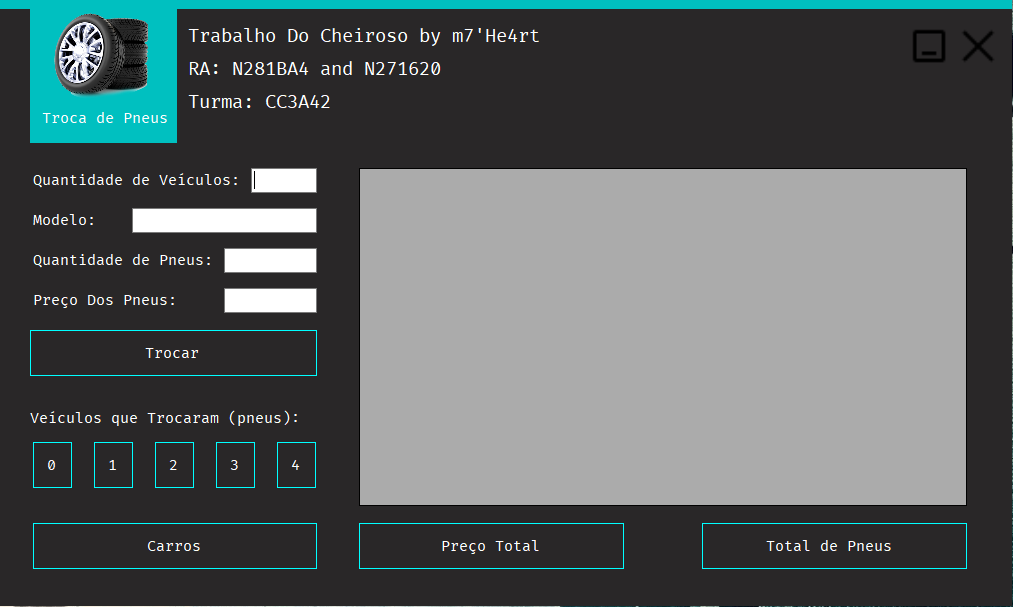 Trabalho Do Cheiroso by m7'He4rt
RA: N281BA4 and N271620
Turma: CC3A42
Troca de Pneus
Quantidade de Veículos:
Modelo:
Quantidade de Pneus:
Preço Dos Pneus:
Trocar
Veículos que Trocaram (pneus):
0 1 2 3 4
Carros
Preço Total
Total de Pneus